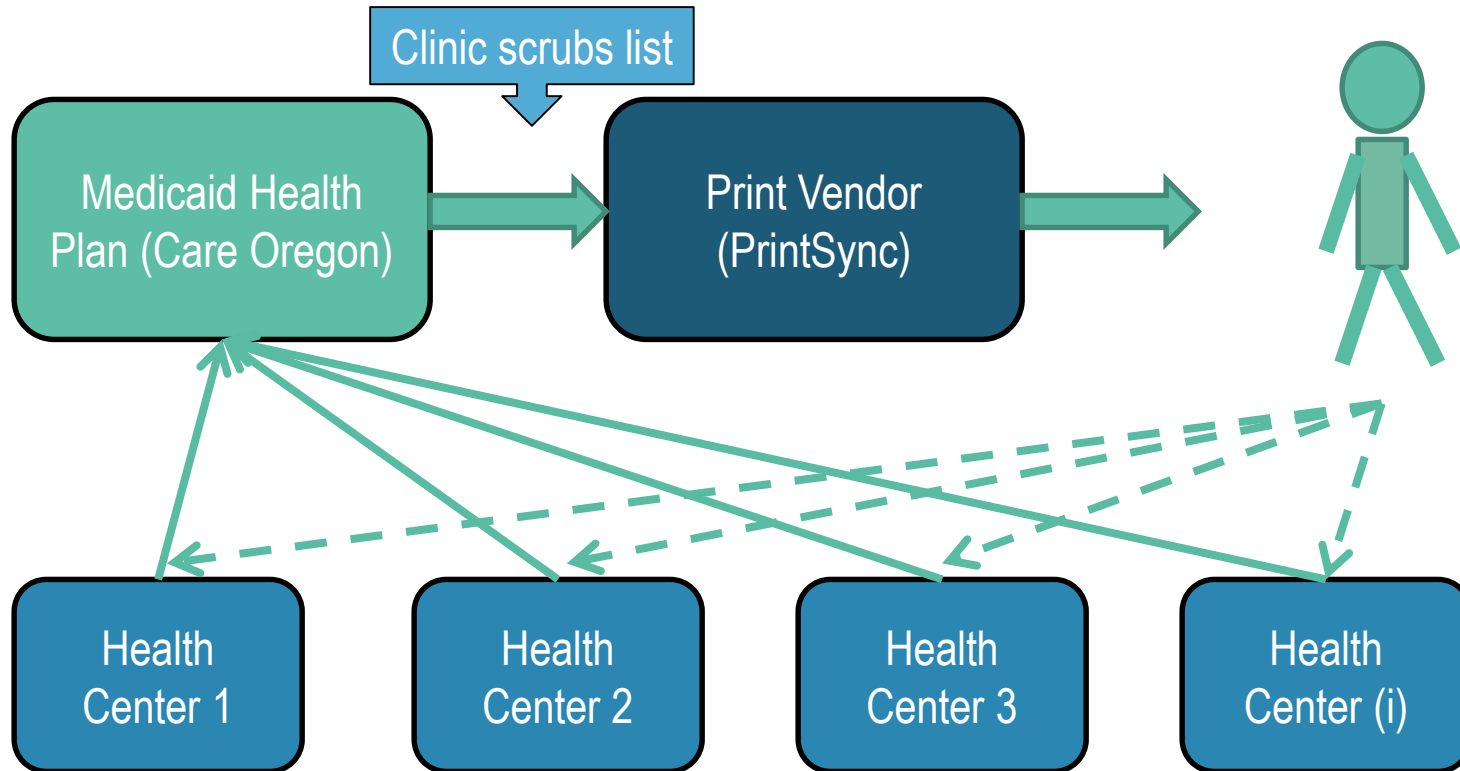 Clinic scrubs list
Medicaid Health
Plan (Care Oregon)
Print Vendor
(PrintSync)
Health
Center 1
Health
Center 2
Health
Center 3
Health
Center (i)